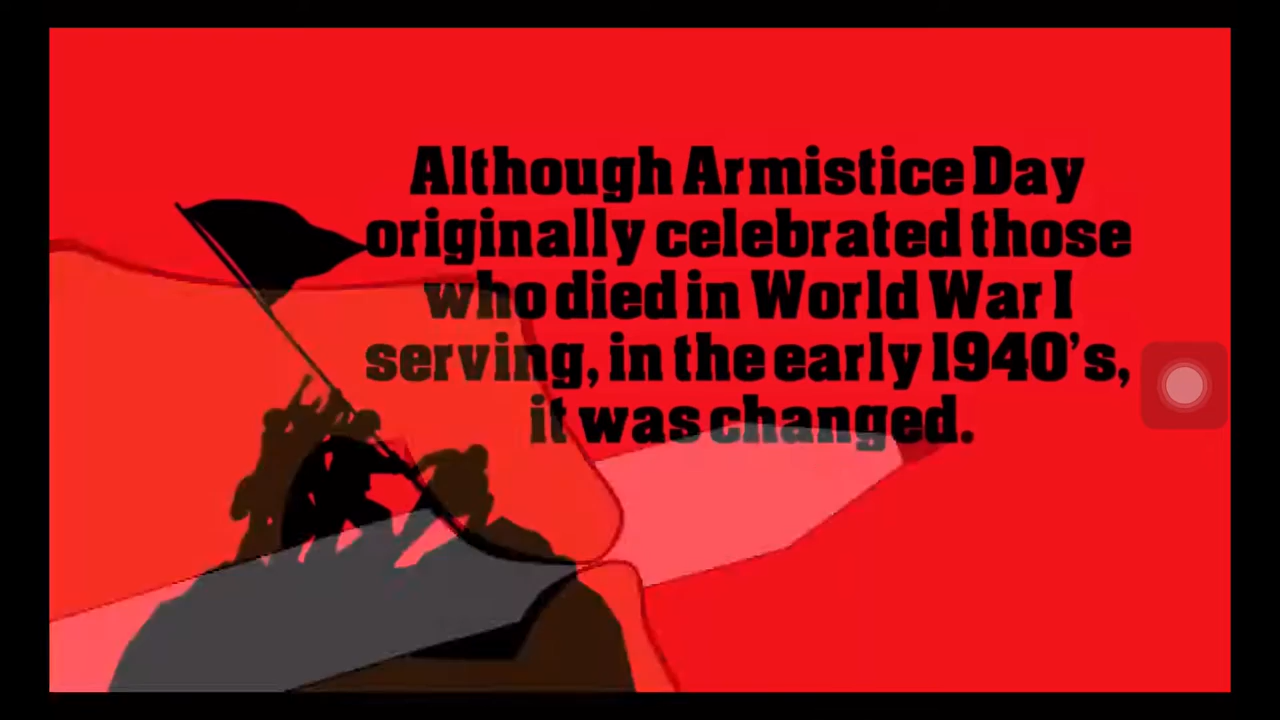 Although Armistice Day
originally celebrated those
who died in World War I
serving, in the early 1940's,
it was changed.